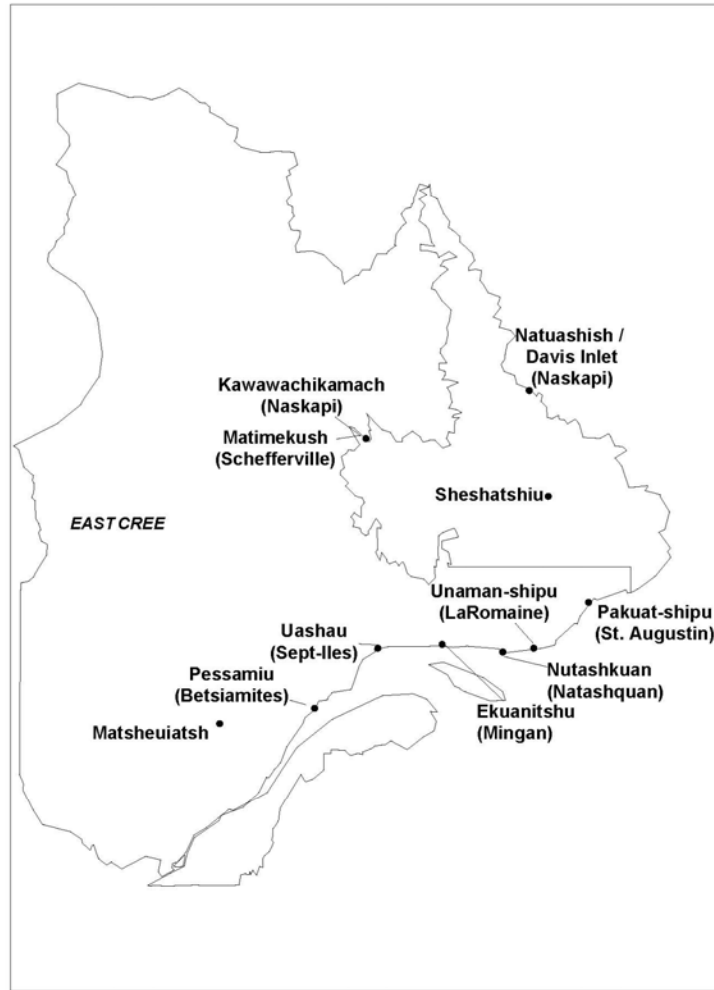 Natuashish /
Davis Inlet
(Naskapi)
Kawawachikamach
(Naskapi)
Matimekush
(Schefferville)
Sheshatshiu
EAST CREE
Unaman-shipu
(LaRomaine)
Pakuat-shipu
(St. Augustin)
Uashau
(Sept-Iles)
Nutashkuan
(Natashquan)
Pessamiu
(Betsiamites)
Ekuanitshu
(Mingan)
Matsheuiatsh